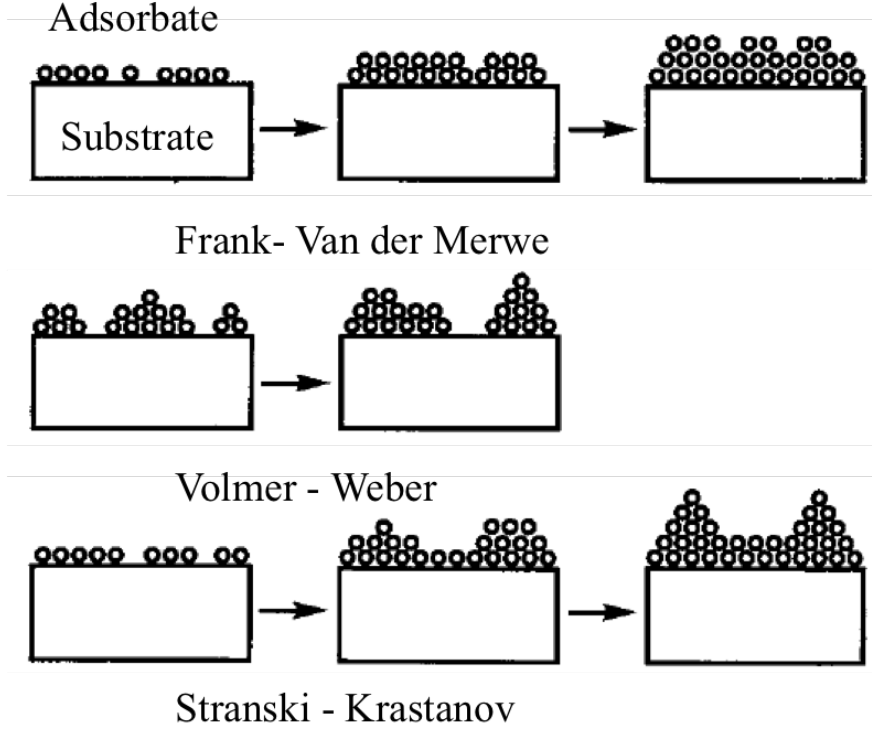 Adsorbate
Substrate
Frank- Van der Merwe
Volmer - Weber
Stranski - Krastanov